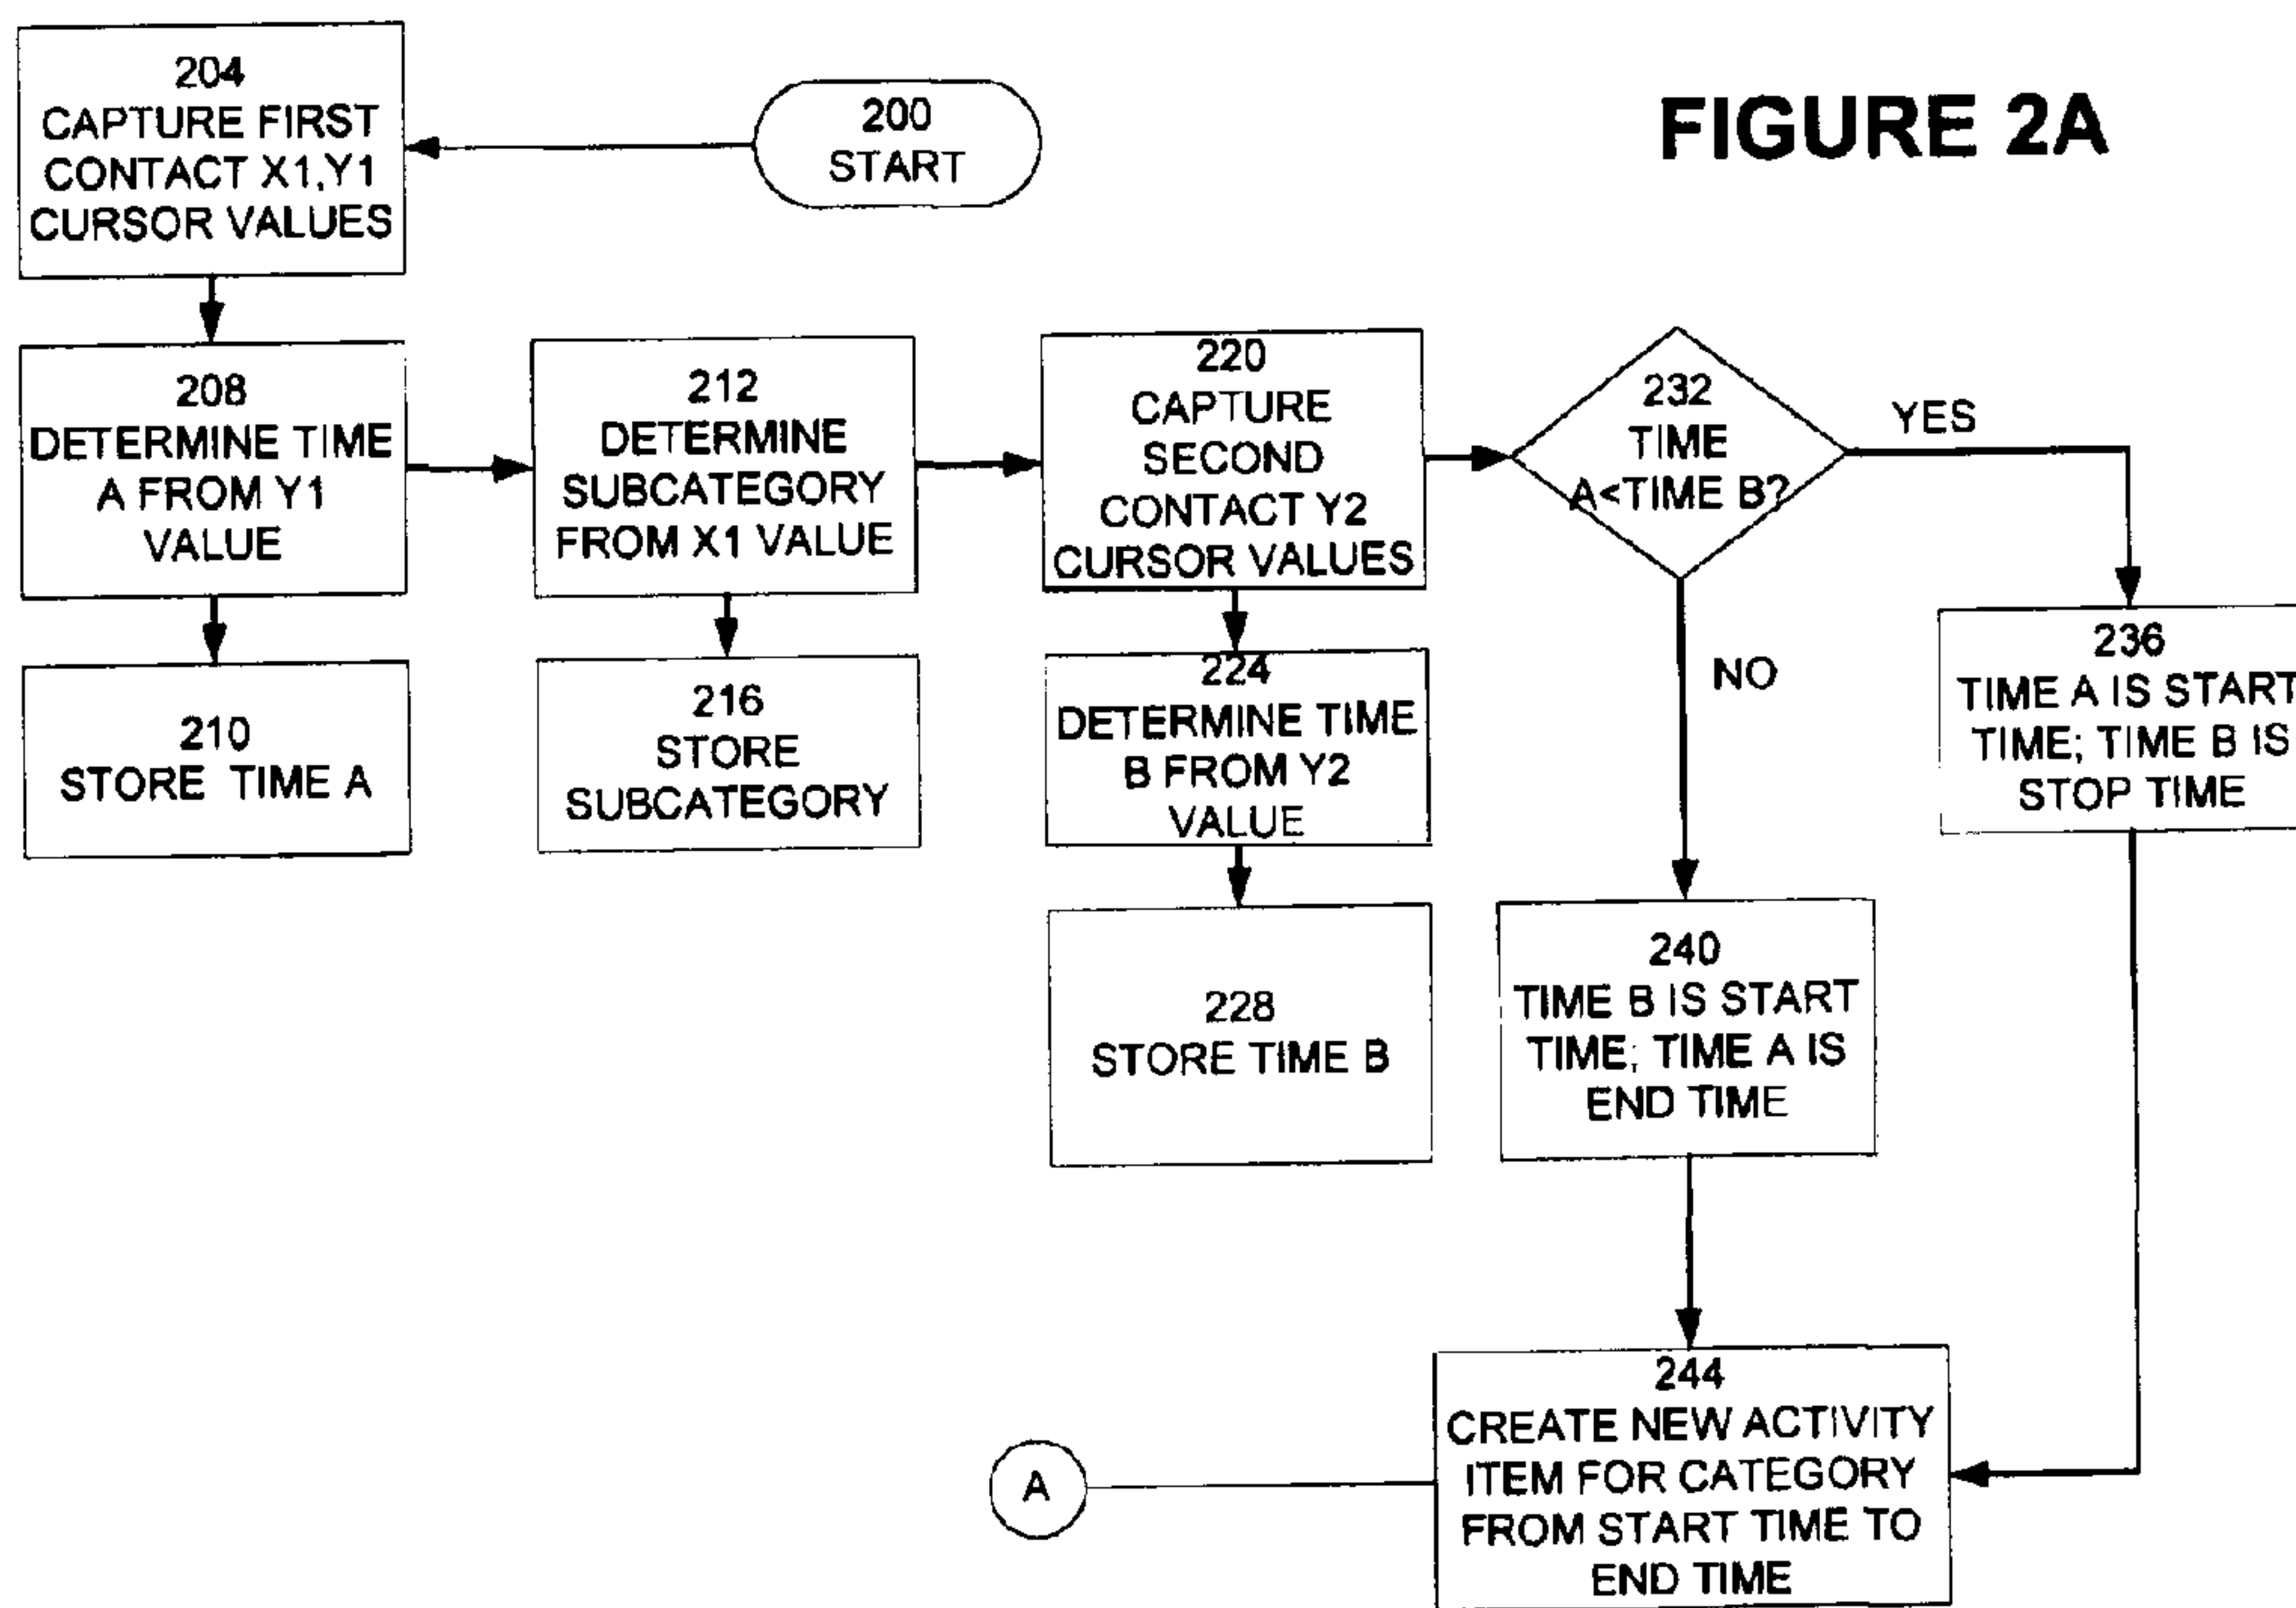 FIGURE 2A
200
START
204
CAPTURE FIRST
CONTACT X1,Y1
CURSOR VALUES
208
DETERMINE TIME
A FROM Y1
VALUE
210
STORE TIME A
212
DETERMINE
SUBCATEGORY
FROM X1 VALUE
216
STORE
SUBCATEGORY
220
CAPTURE
SECOND
CONTACT Y2
CURSOR VALUES
224
DETERMINE TIME
B FROM Y2
VALUE
228
STORE TIME B
232
TIME
A<TIME B?
YES
NO
236
TIME A IS START
TIME; TIME B IS
STOP TIME
240
TIME B IS START
TIME; TIME A IS
END TIME
244
CREATE NEW ACTIVITY
ITEM FOR CATEGORY
FROM START TIME TO
END TIME
A